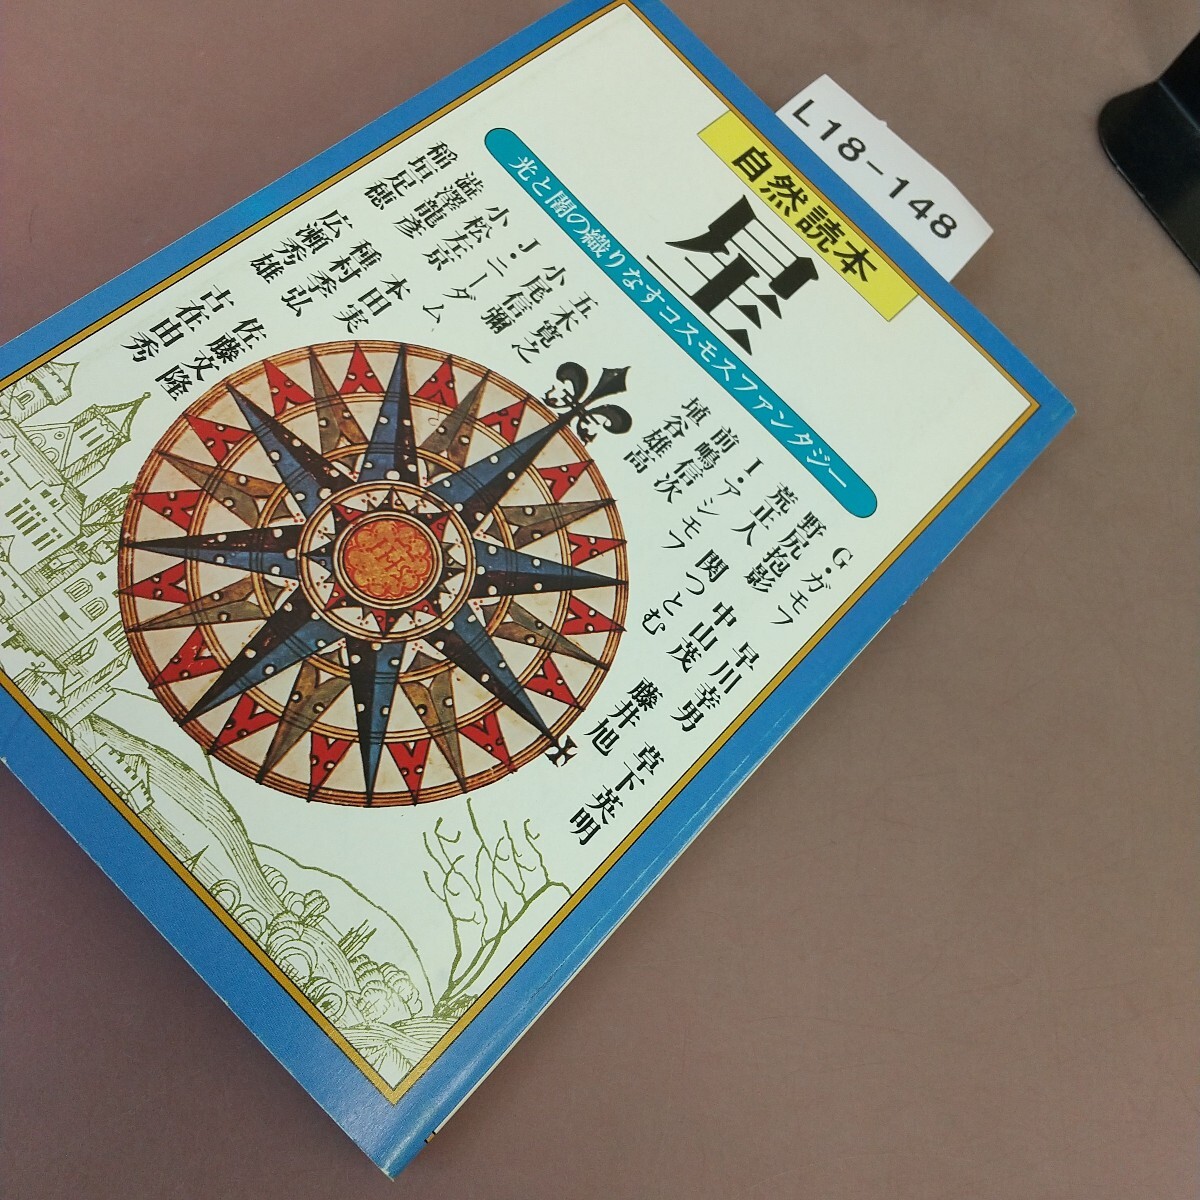 L18-148
自然読本
星
光と闇の織りなすコスモスファンタジー
G・ガモフ 早川幸男 草下英明
野尻抱影 中山茂 藤井旭
荒正人 関つとむ
I・アシモフ
前嶋信次
埴谷雄高
五木寛之
小尾信彌
J・ニーダム
小松左京 本田実 佐藤文隆
澁澤龍彦 種村季弘 古在由秀
稲垣足穂 広瀬秀雄